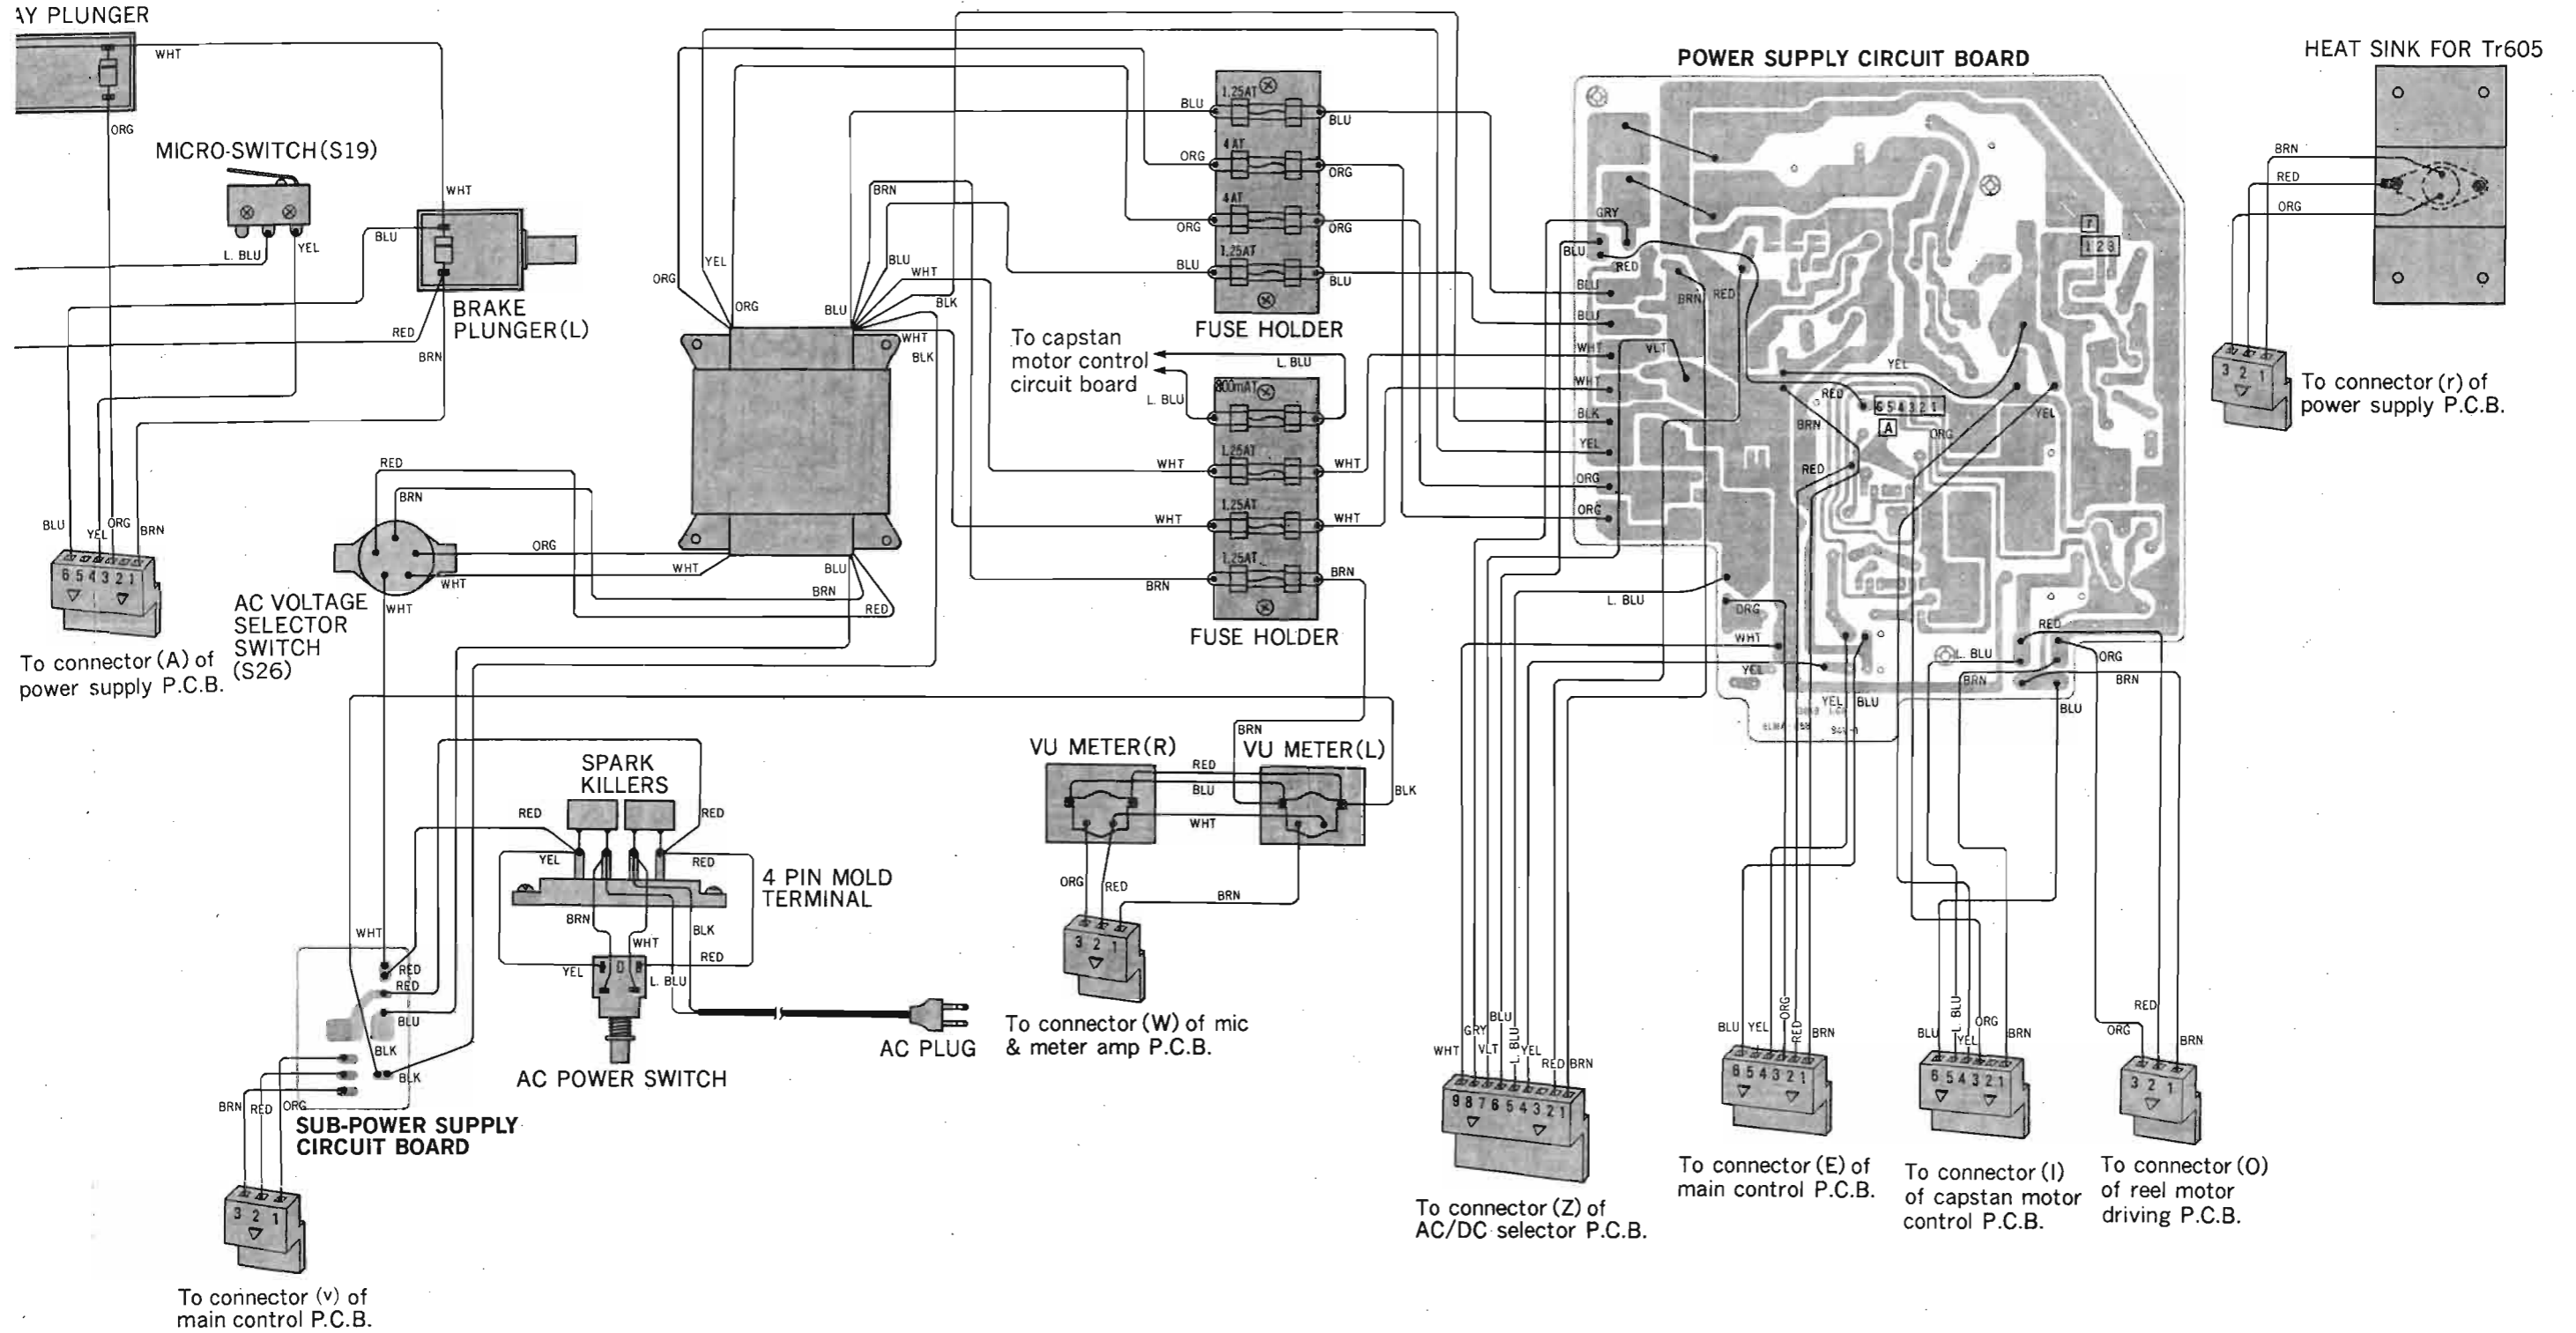 AY PLUNGER
WHT
ORG
MICRO-SWITCH(S19)
L. BLU
YEL
WHT
BLU
BRAKE
PLUNGER(L)
RED
BRN
BLU
YEL
ORG
BRN
6 5 4 3 2 1
To connector (A) of
power supply P.C.B.
RED
BRN
ORG
WHT
WHT
AC VOLTAGE
SELECTOR
SWITCH
(S26)
ORG
YEL
ORG
BLU
BRN
BLU
WHT
BLK
WHT
BLK
WHT
BLU
BRN
RED
BLU
1.25AT
BLU
ORG
4AT
ORG
ORG
4AT
ORG
BLU
1.25AT
BLU
FUSE HOLDER
To capstan
motor control
circuit board
L. BLU
L. BLU
800mAT
WHT
1.25AT
WHT
WHT
1.25AT
WHT
BRN
1.25AT
BRN
FUSE HOLDER
POWER SUPPLY CIRCUIT BOARD
GRY
BLU
RED
BLU
BRN
RED
BLU
WHT
VLT
WHT
BLK
YEL
ORG
ORG
r
1 2 3
YEL
RED
6 5 4 3 2 1
A
BRN
ORG
YEL
RED
L. BLU
ORG
WHT
YEL
YEL
BLU
RED
L. BLU
ORG
BRN
BRN
BLU
HEAT SINK FOR Tr605
BRN
RED
ORG
3 2 1
To connector (r) of
power supply P.C.B.
SPARK
KILLERS
RED
RED
YEL
RED
4 PIN MOLD
TERMINAL
BRN
WHT
BLK
YEL
L. BLU
RED
AC POWER SWITCH
AC PLUG
WHT
RED
RED
BLU
BLK
BLK
BRN
RED
ORG
SUB-POWER SUPPLY
CIRCUIT BOARD
3 2 1
To connector (v) of
main control P.C.B.
BRN
VU METER(R)
VU METER(L)
RED
BLU
WHT
BLK
ORG
RED
BRN
3 2 1
To connector (W) of mic
& meter amp P.C.B.
WHT
GRY
VLT
BLU
L. BLU
YEL
RED
BRN
9 8 7 6 5 4 3 2 1
To connector (Z) of
AC/DC selector P.C.B.
BLU
YEL
ORG
RED
BRN
6 5 4 3 2 1
To connector (E) of
main control P.C.B.
BLU
L. BLU
YEL
ORG
BRN
6 5 4 3 2 1
To connector (I)
of capstan motor
control P.C.B.
ORG
RED
BRN
3 2 1
To connector (O)
of reel motor
driving P.C.B.